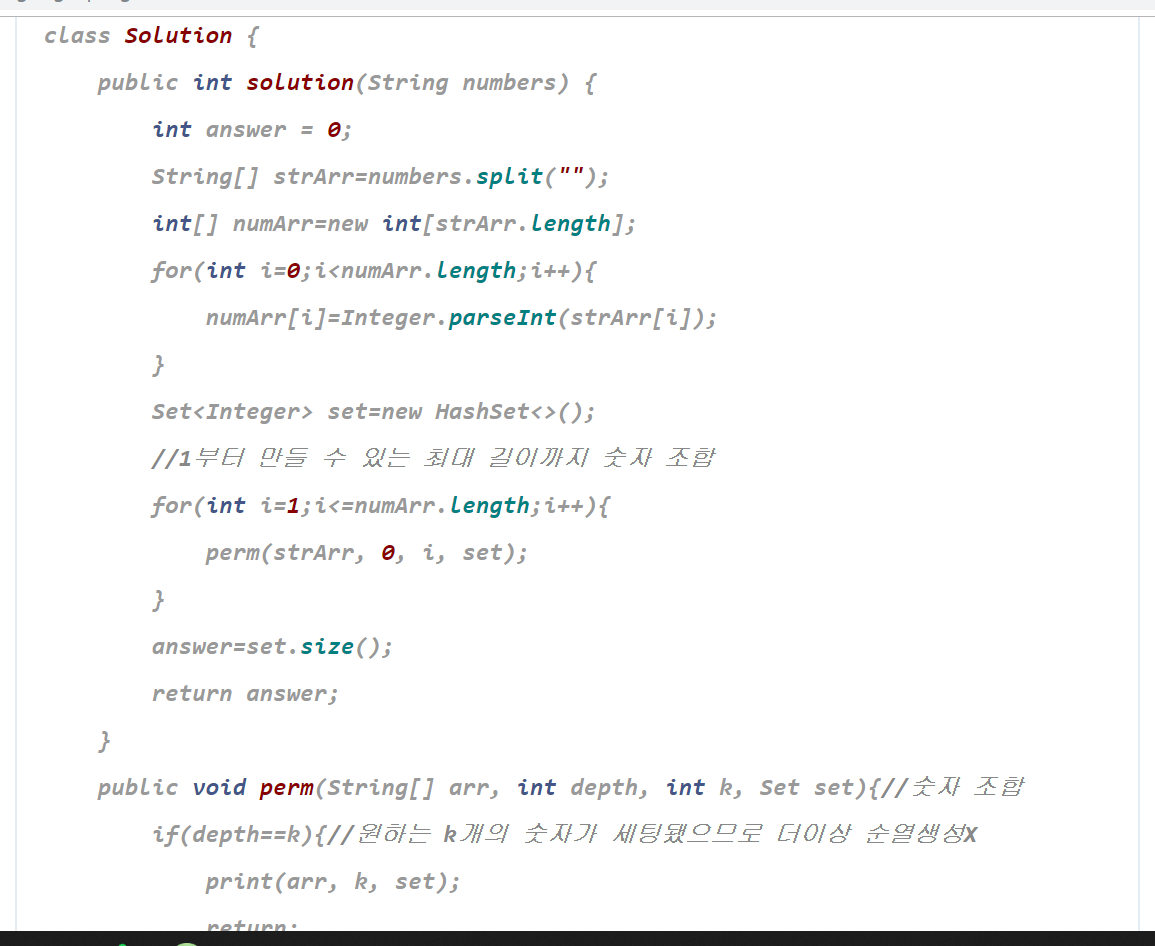 class Solution {
    public int solution(String numbers) {
        int answer = 0;
        String[] strArr=numbers.split("");
        int[] numArr=new int[strArr.length];
        for(int i=0;i<numArr.length;i++){
            numArr[i]=Integer.parseInt(strArr[i]);
        }
        Set<Integer> set=new HashSet<>();
        //1부터 만들 수 있는 최대 길이까지 숫자 조합
        for(int i=1;i<=numArr.length;i++){
            perm(strArr, 0, i, set);
        }
        answer=set.size();
        return answer;
    }
    public void perm(String[] arr, int depth, int k, Set set){//숫자 조합
        if(depth==k){//원하는 k개의 숫자가 세팅됐으므로 더이상 순열생성X
            print(arr, k, set);
            return;